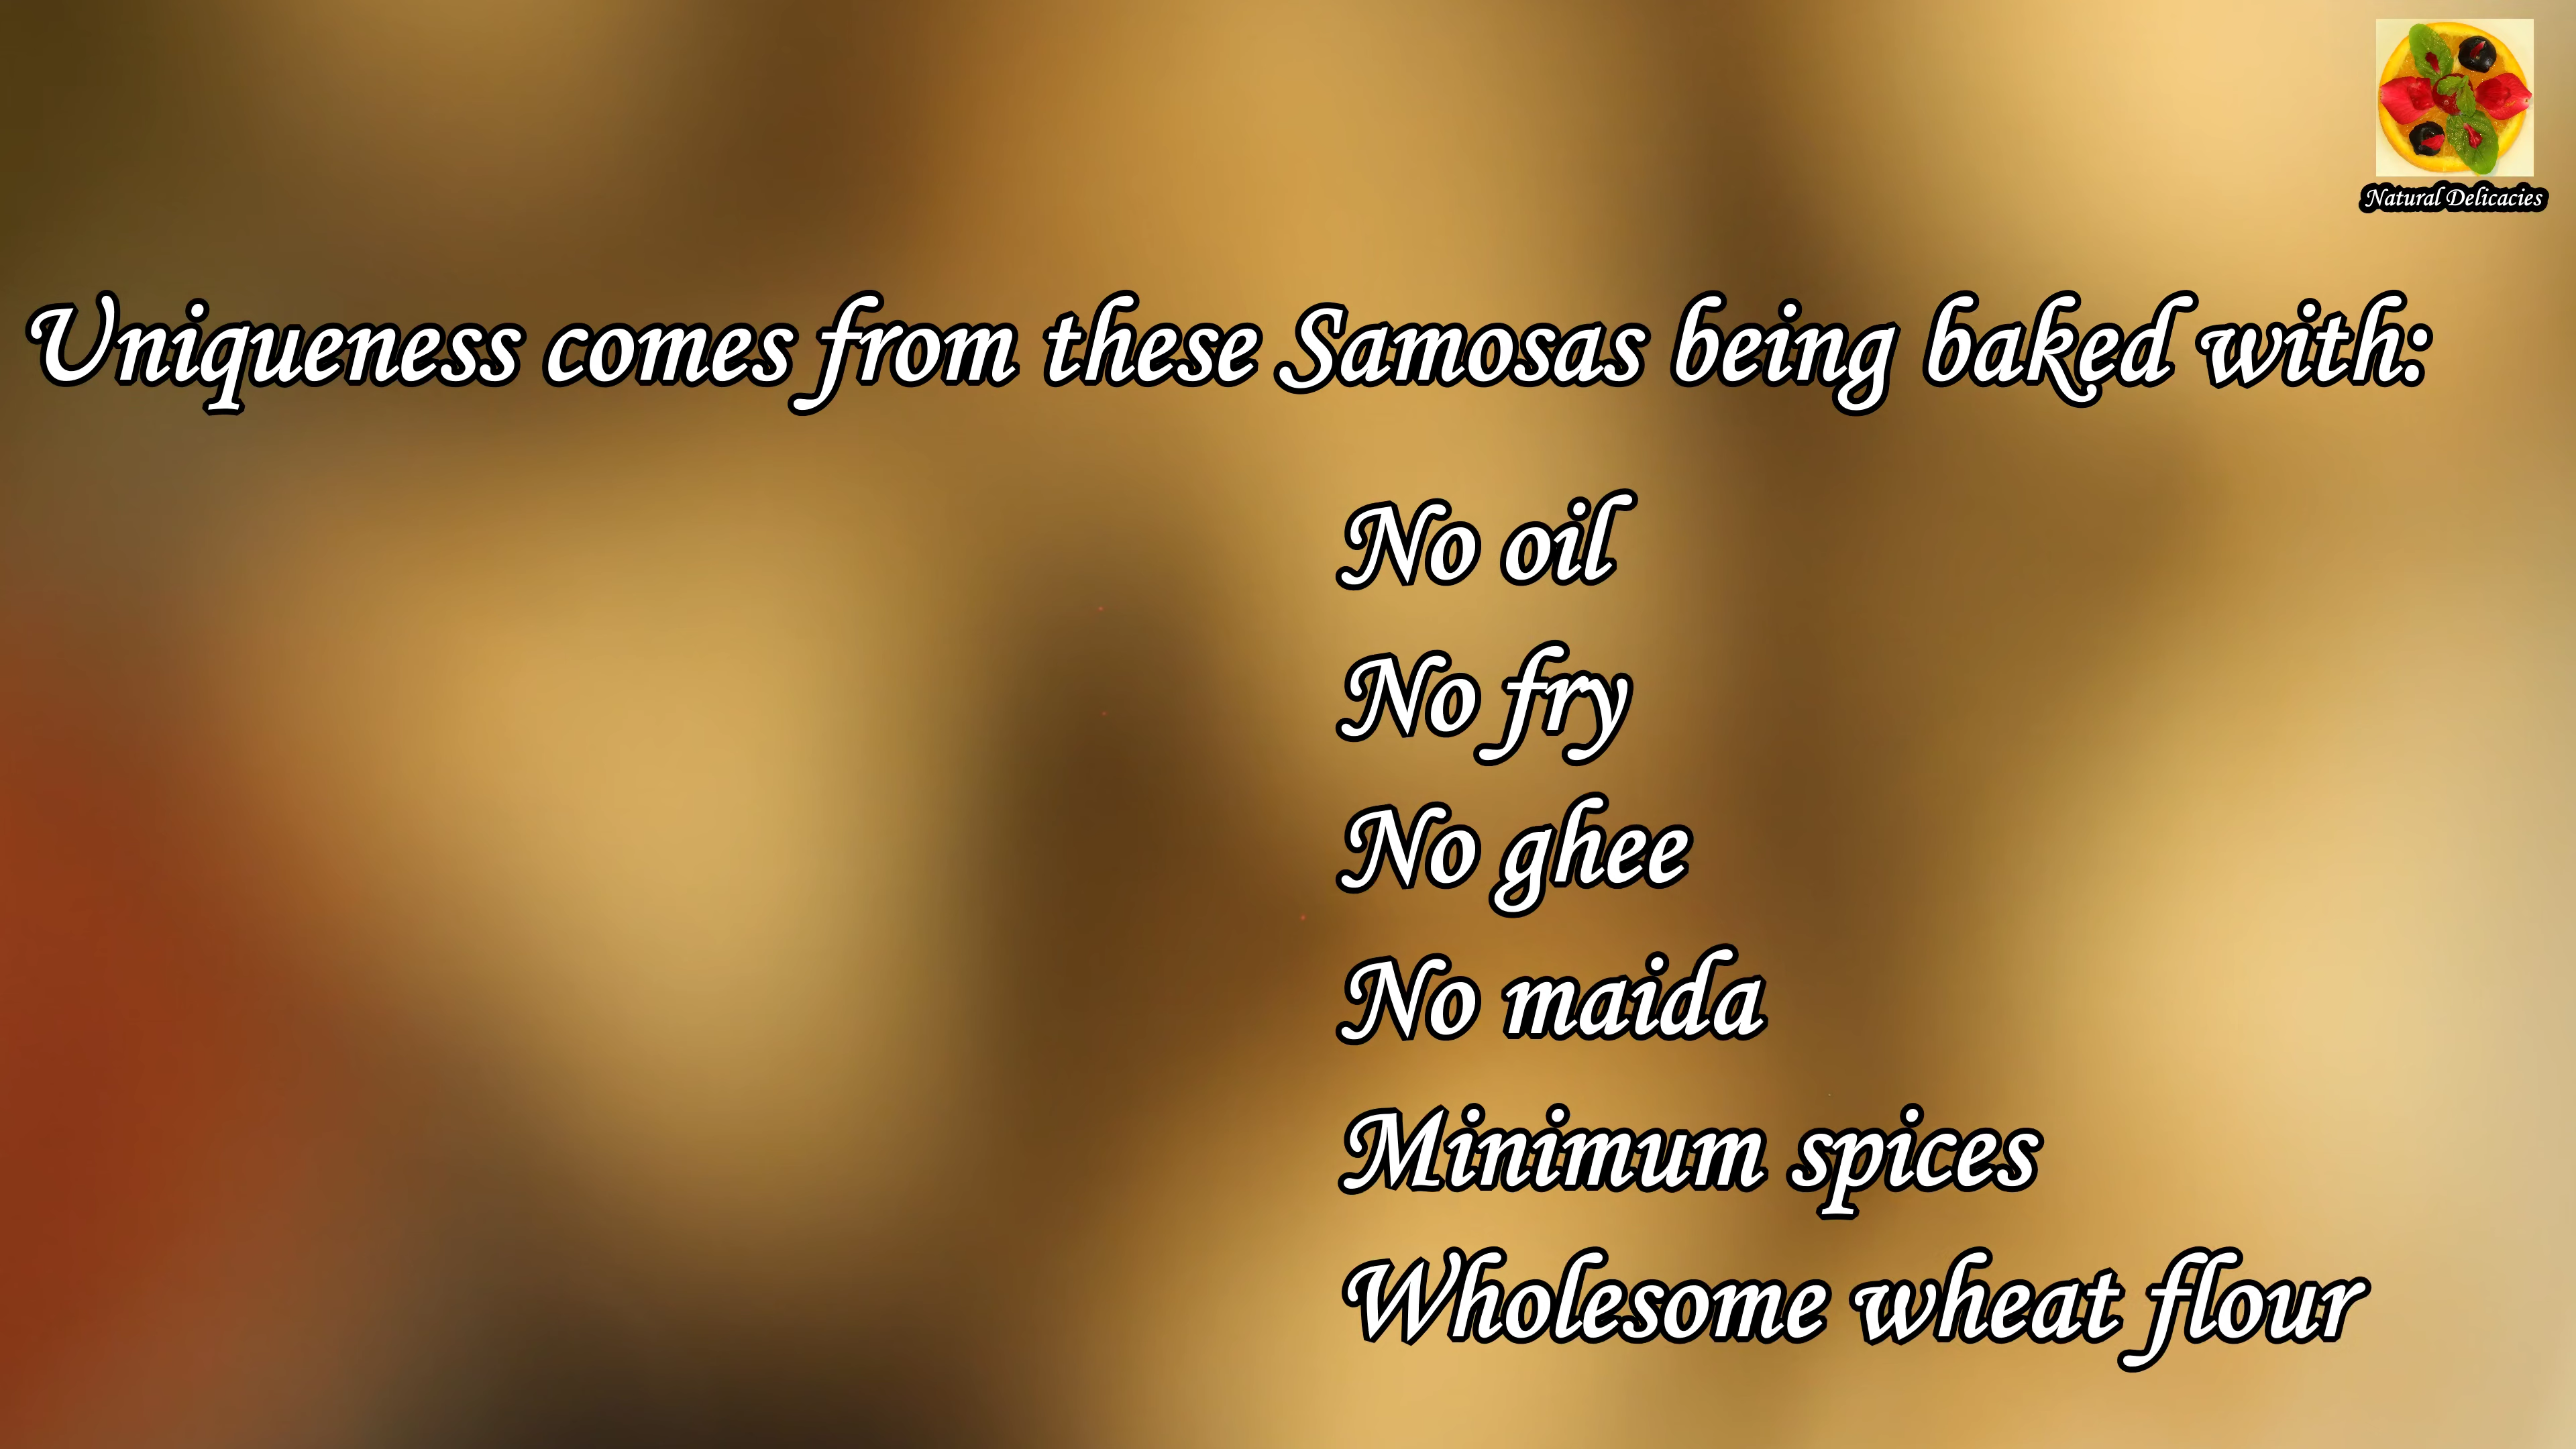 Natural Delicacies
Uniqueness comes from these Samosas being baked with:
No oil
No fry
No ghee
No maida
Minimum spices
Wholesome wheat flour